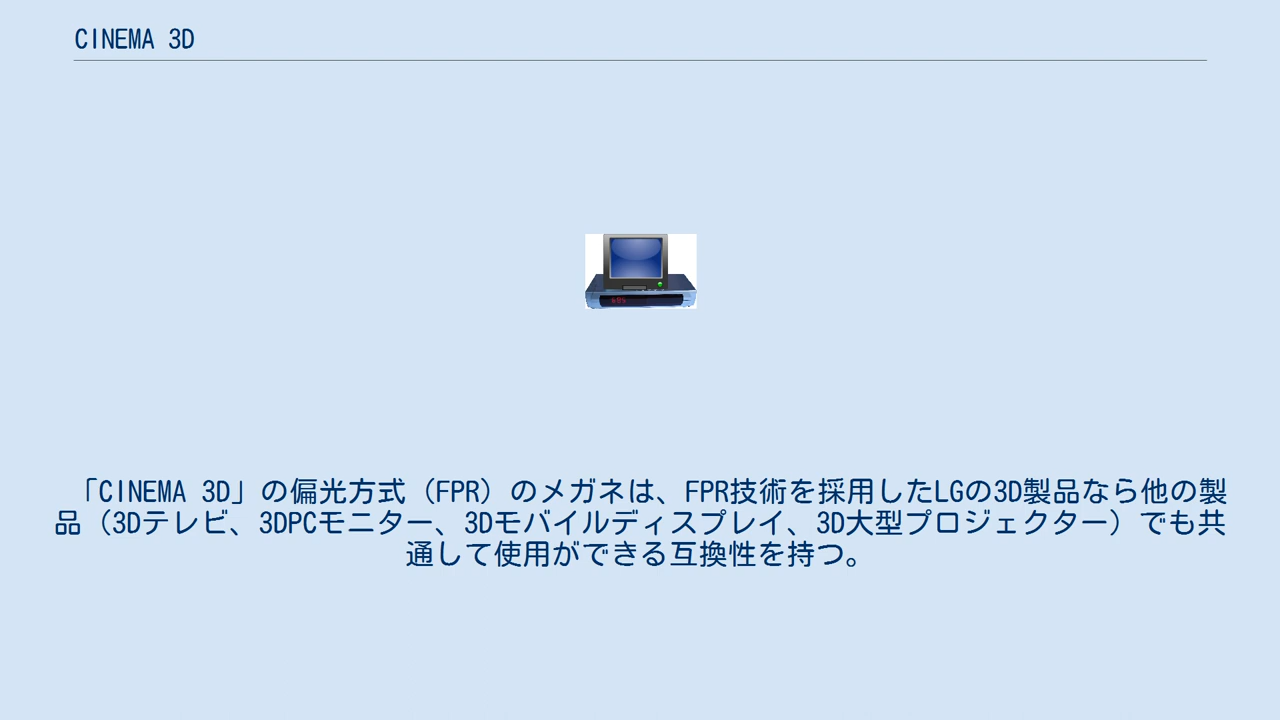 CINEMA 3D
「CINEMA 3D」の偏光方式（FPR）のメガネは、FPR技術を採用したLGの3D製品なら他の製
品（3Dテレビ、3DPCモニター、3Dモバイルディスプレイ、3D大型プロジェクター）でも共
通して使用ができる互換性を持つ。